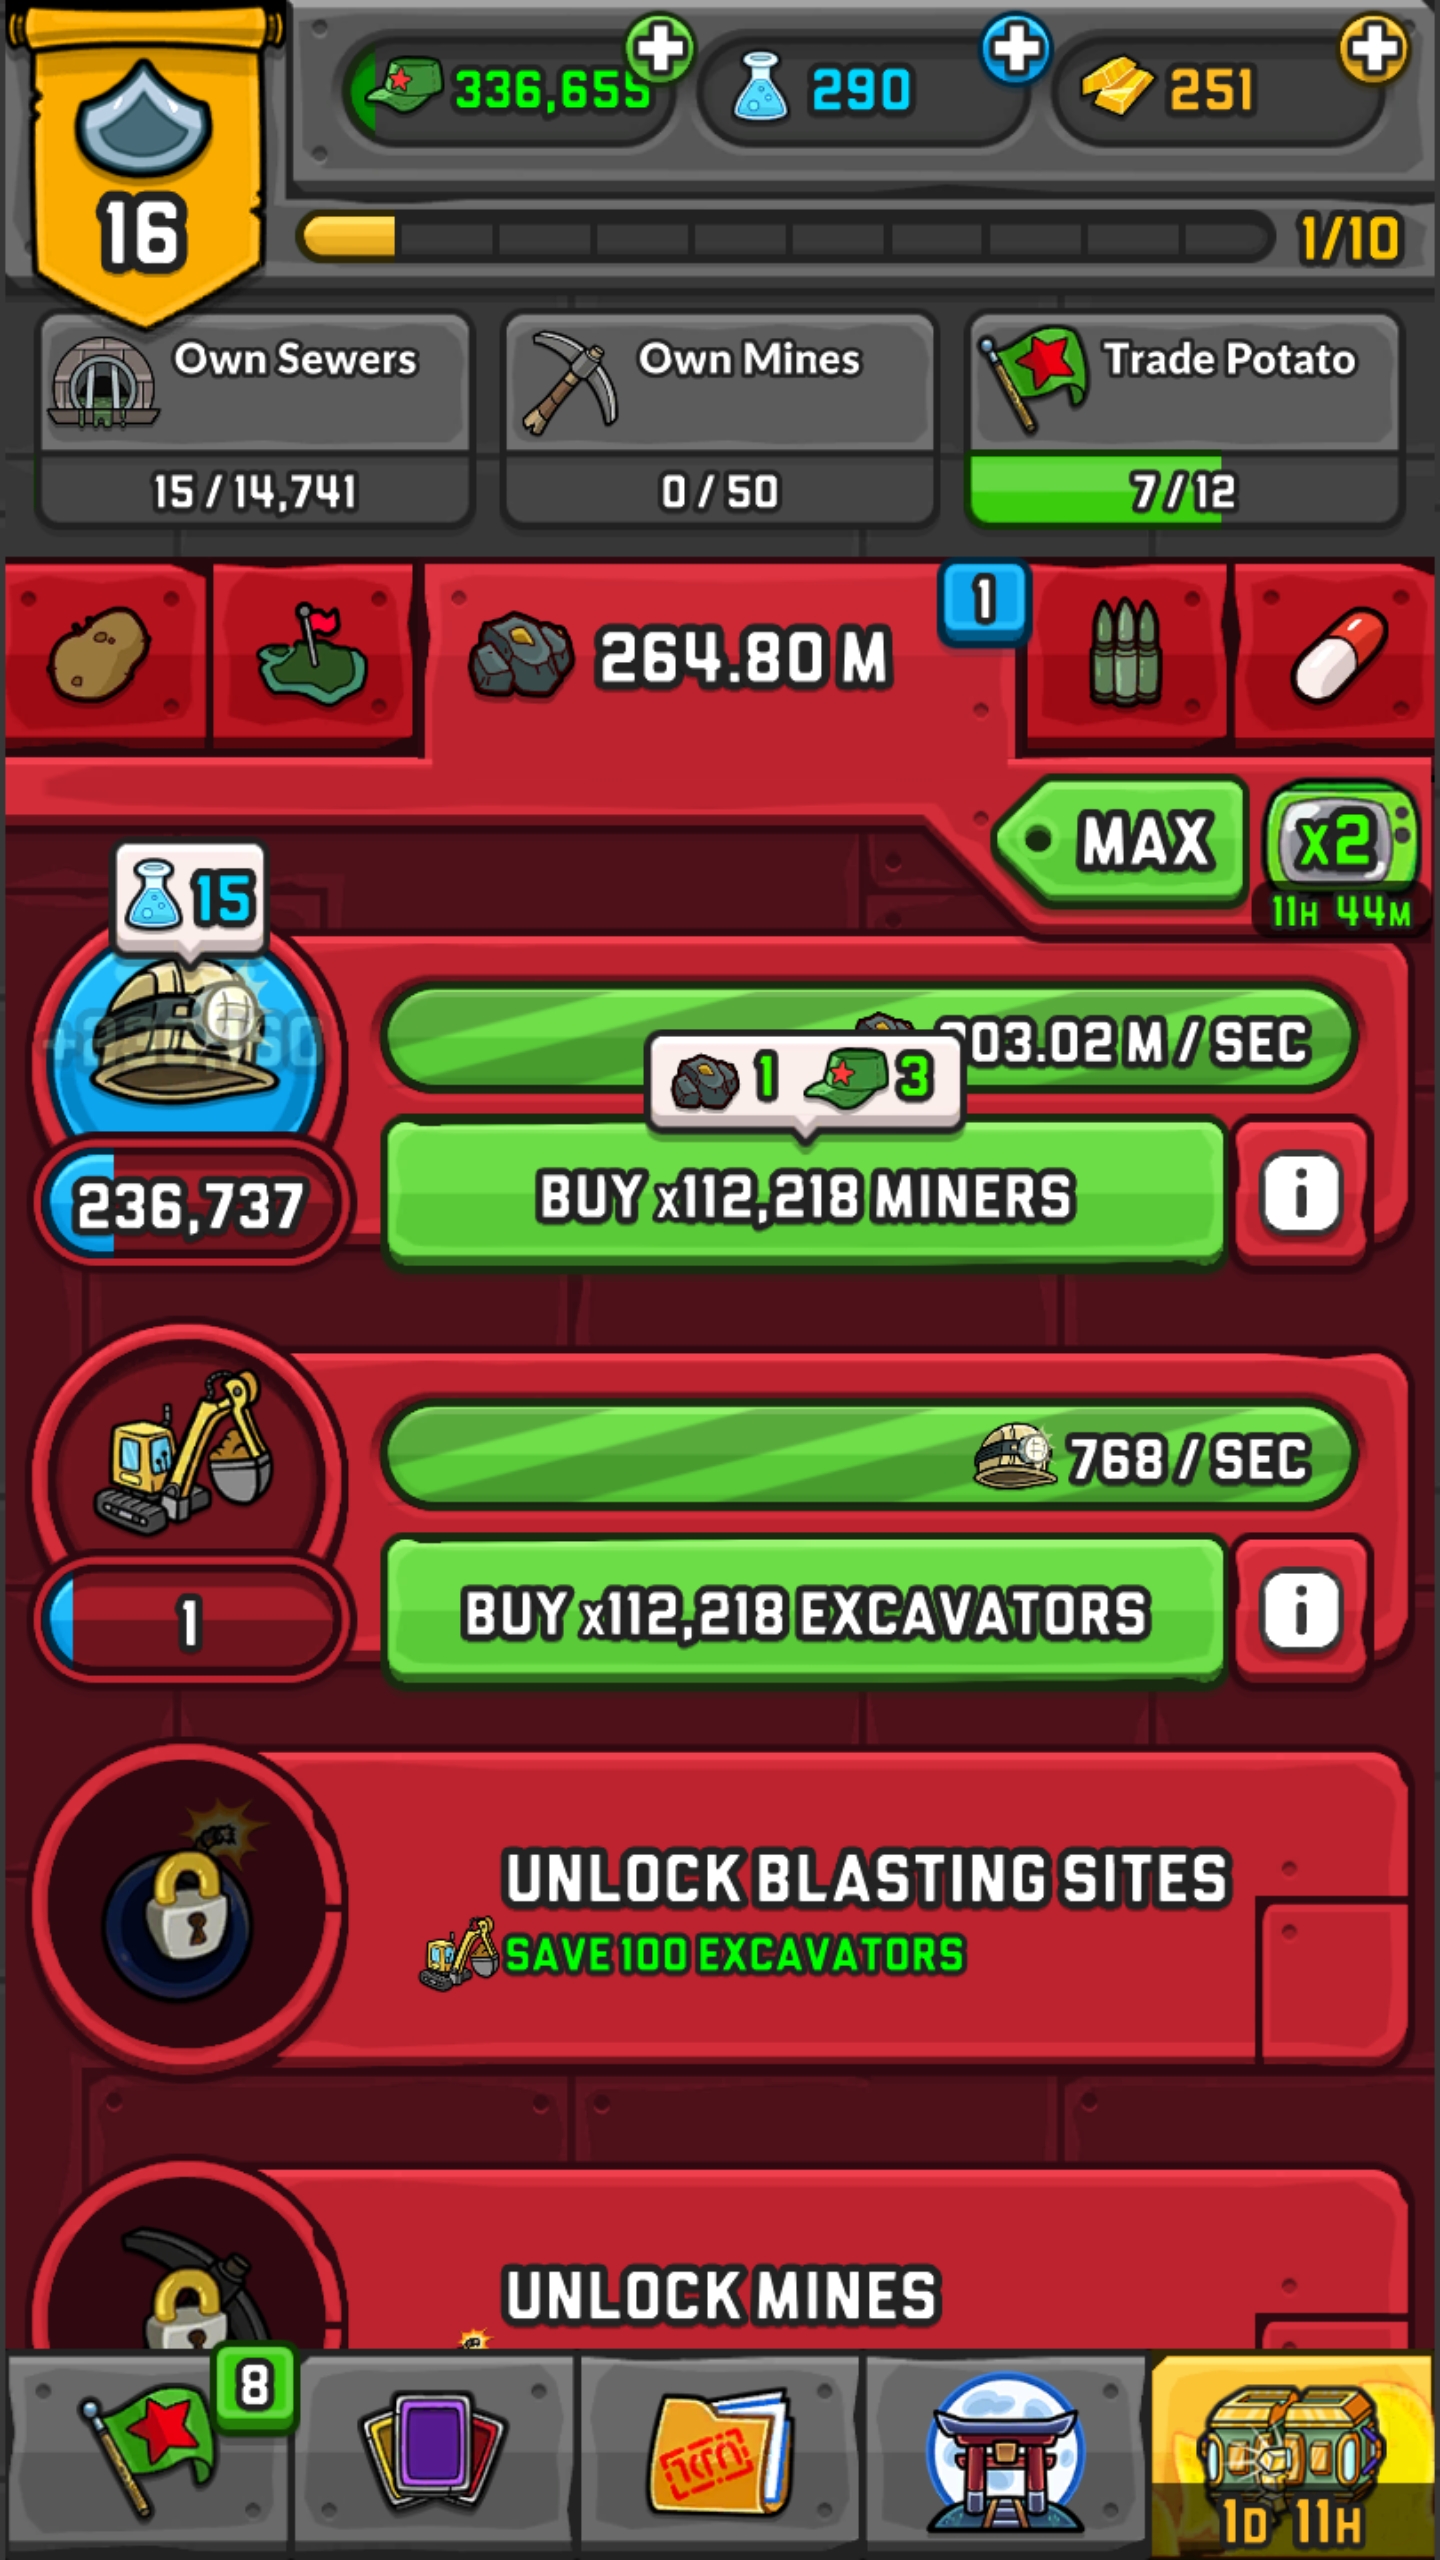 336,655
290
251
16
1/10
Own Sewers
Own Mines
Trade Potato
15/14,741
0/50
7/12
264.80 M
1
MAX
x2
11H 44M
15
03.02 M / SEC
1 3
236,737
BUY x112,218 MINERS
i
768 / SEC
1
BUY x112,218 EXCAVATORS
i
UNLOCK BLASTING SITES
SAVE 100 EXCAVATORS
UNLOCK MINES
8
1D 11H